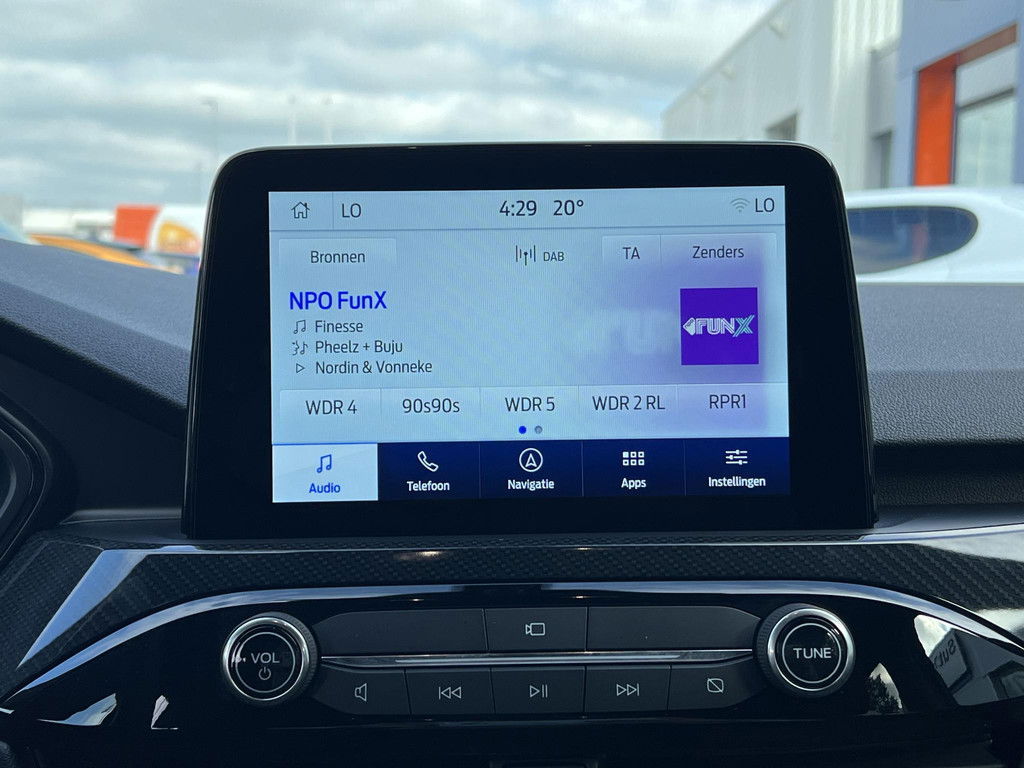 LO 4:29 20° LO
Bronnen DAB TA Zenders
NPO FunX
Finesse
Pheelz + Buju
Nordin & Vonneke
FUNX
WDR 4 90s90s WDR 5 WDR 2 RL RPR1
Audio Telefoon Navigatie Apps Instellingen
VOL TUNE